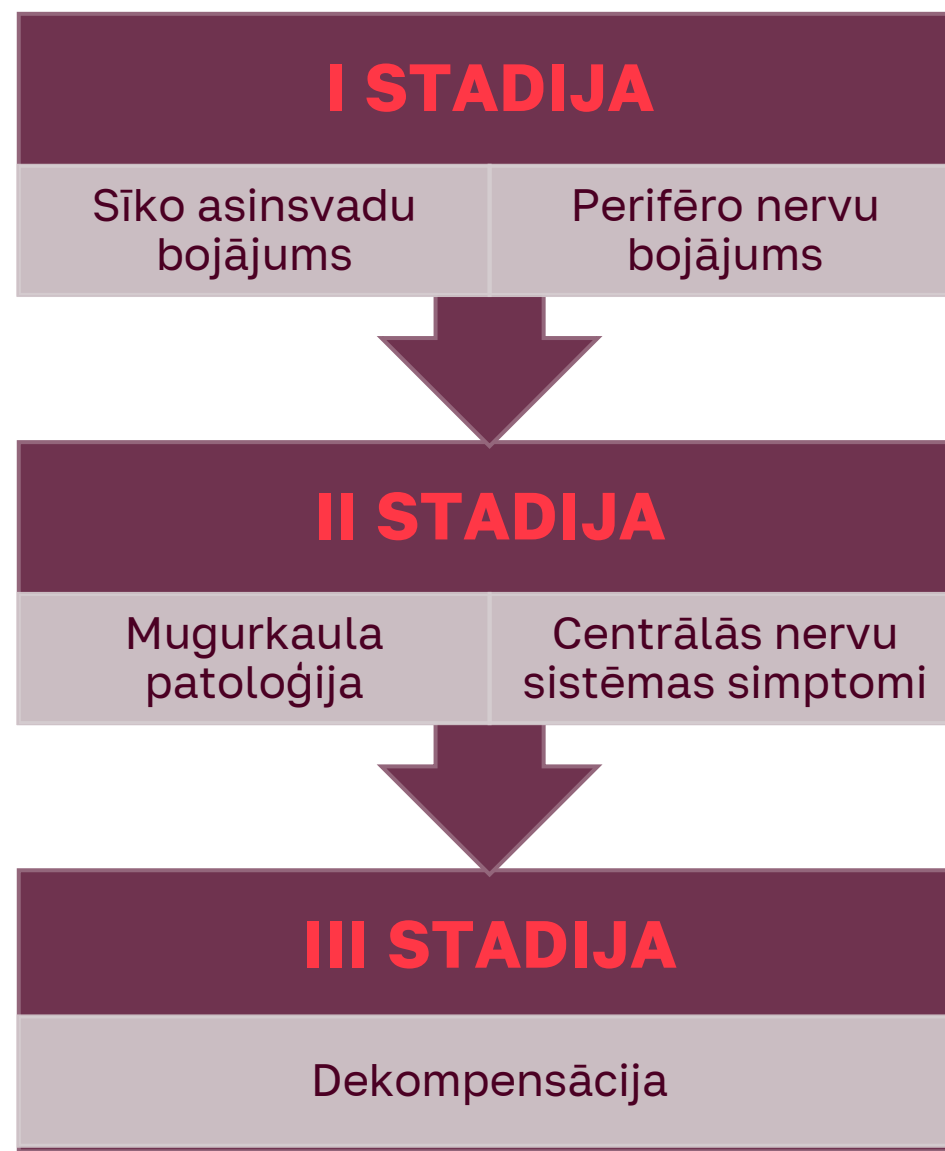 I STADIJA
Sīko asinsvadu
bojājums
Perifēro nervu
bojājums
II STADIJA
Mugurkaula
patoloģija
Centrālās nervu
sistēmas simptomi
III STADIJA
Dekompensācija